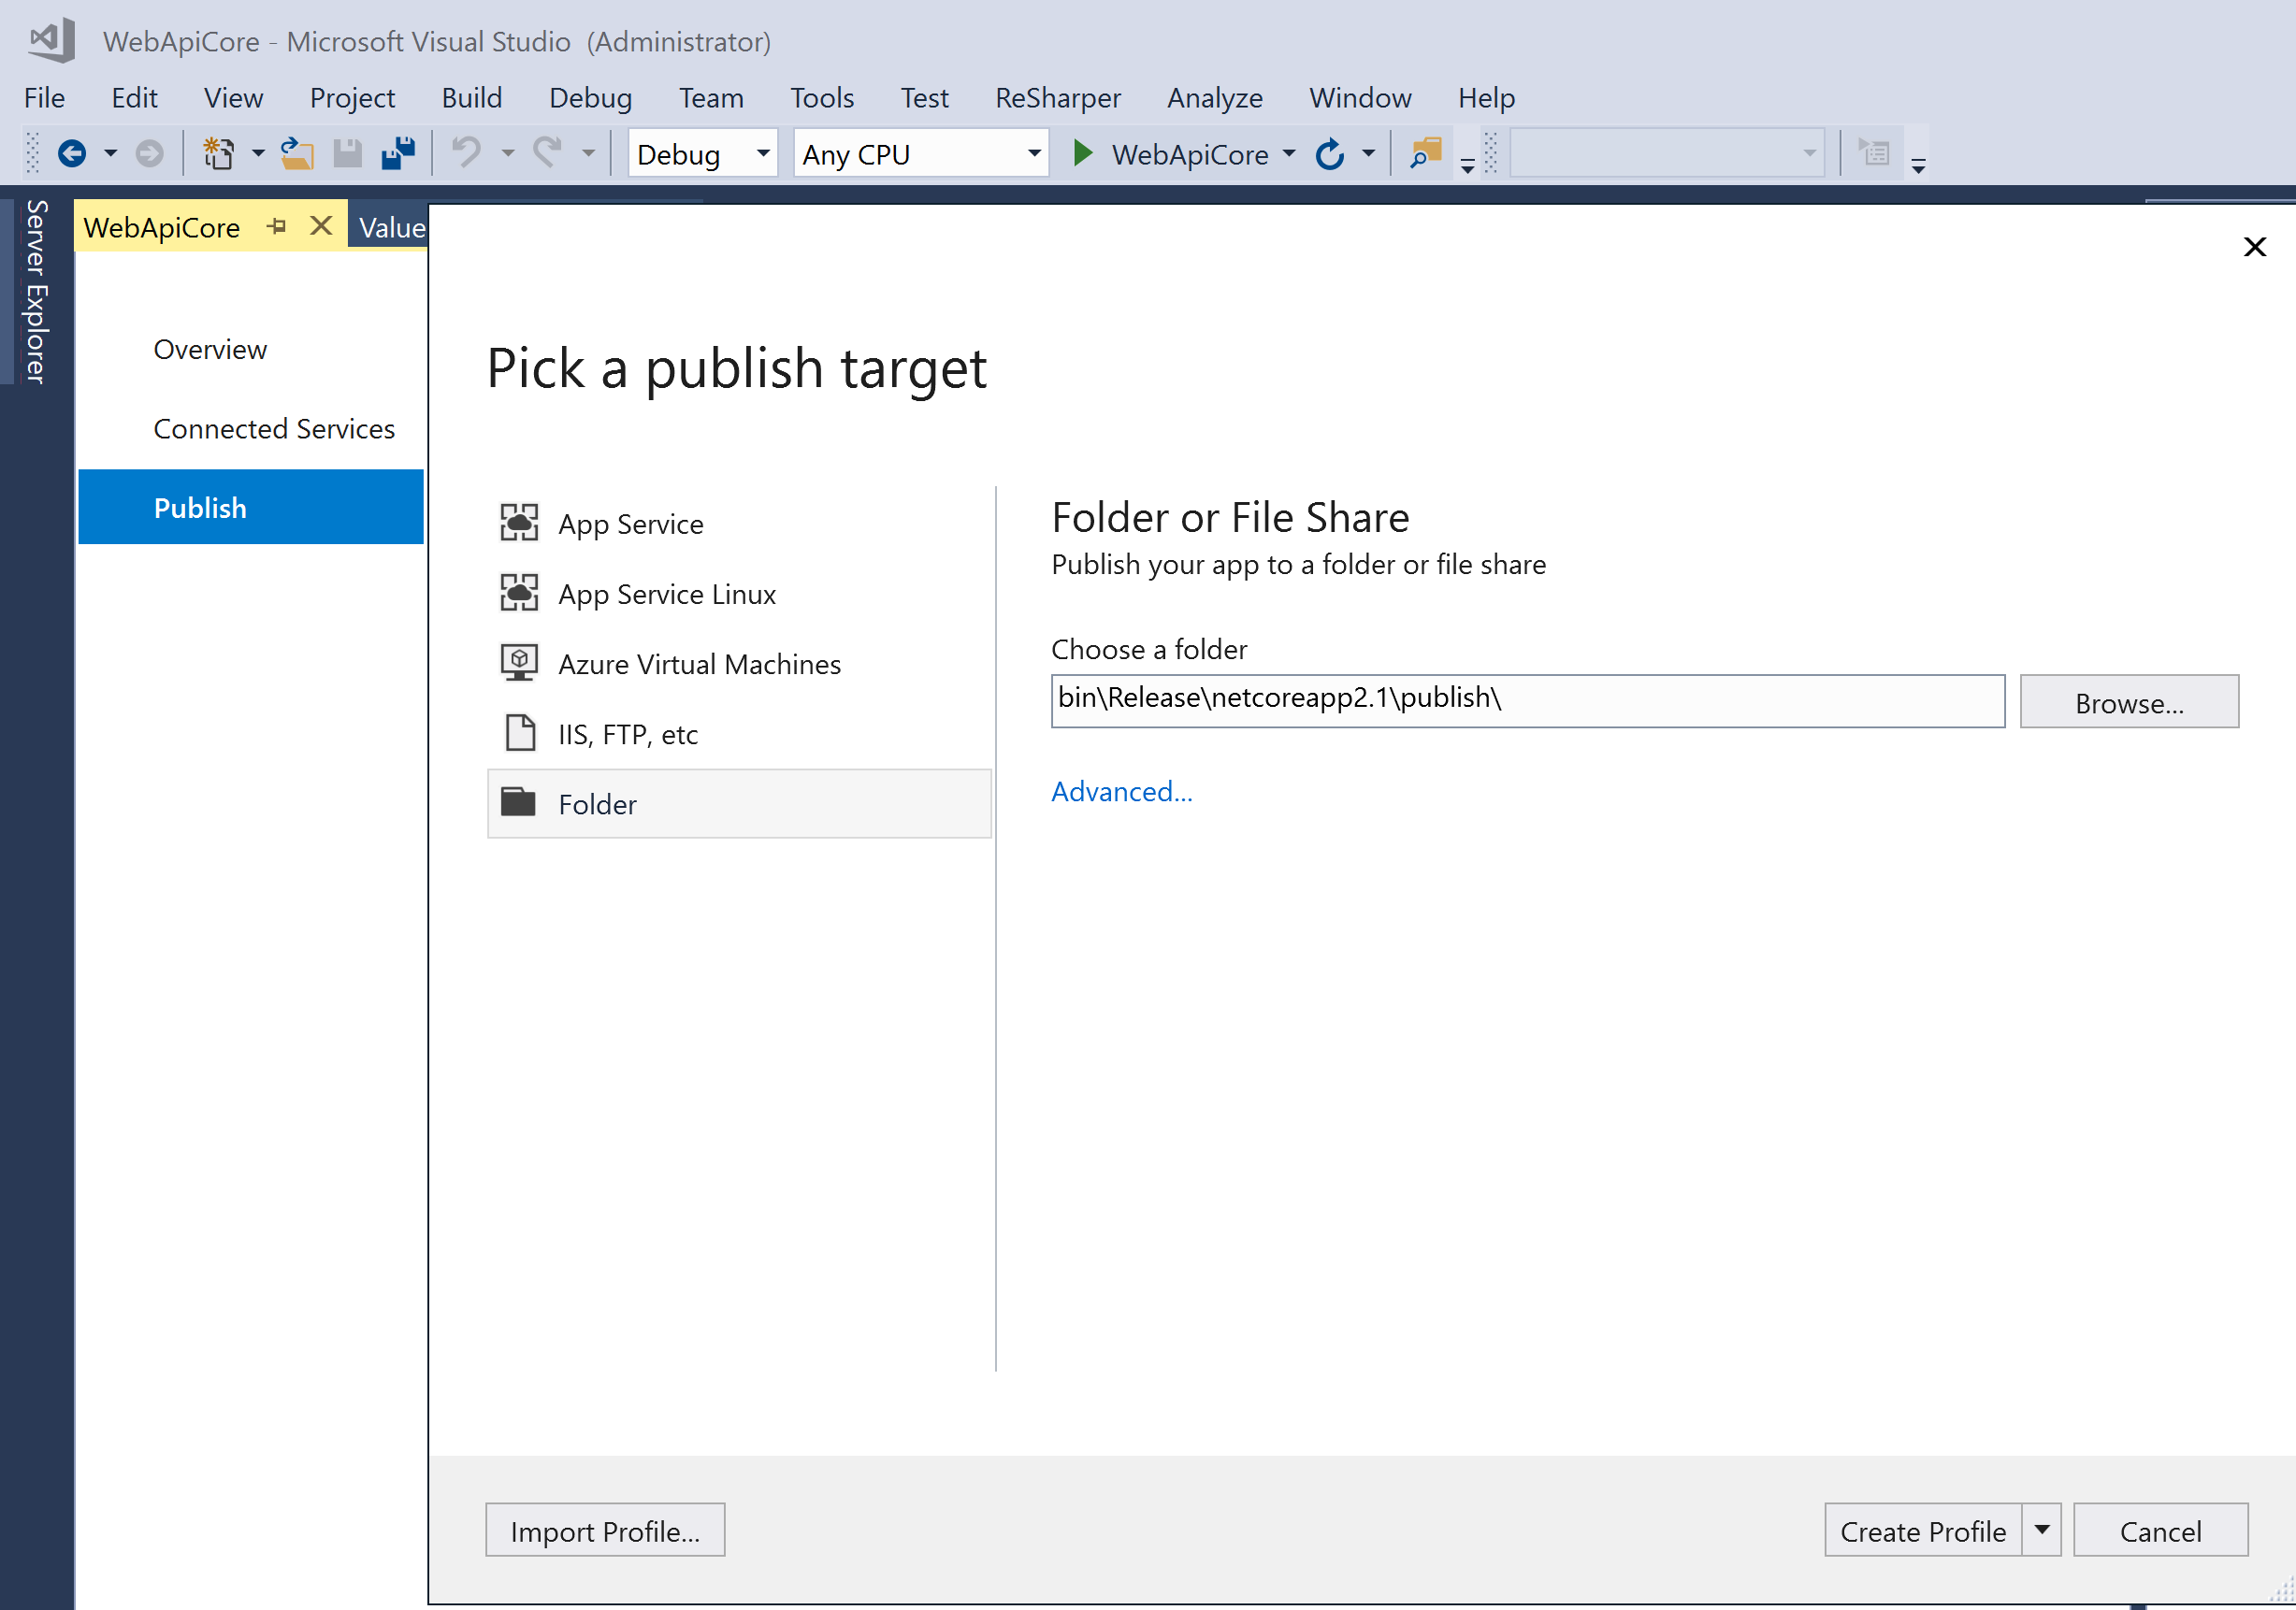 WebApiCore - Microsoft Visual Studio (Administrator)
File Edit View Project Build Debug Team Tools Test ReSharper Analyze Window Help
Debug Any CPU WebApiCore
Server Explorer
WebApiCore Value
Overview
Connected Services
Publish
Pick a publish target
App Service
App Service Linux
Azure Virtual Machines
IIS, FTP, etc
Folder
Folder or File Share
Publish your app to a folder or file share
Choose a folder
bin\Release\netcoreapp2.1\publish\
Browse...
Advanced...
Import Profile...
Create Profile
Cancel